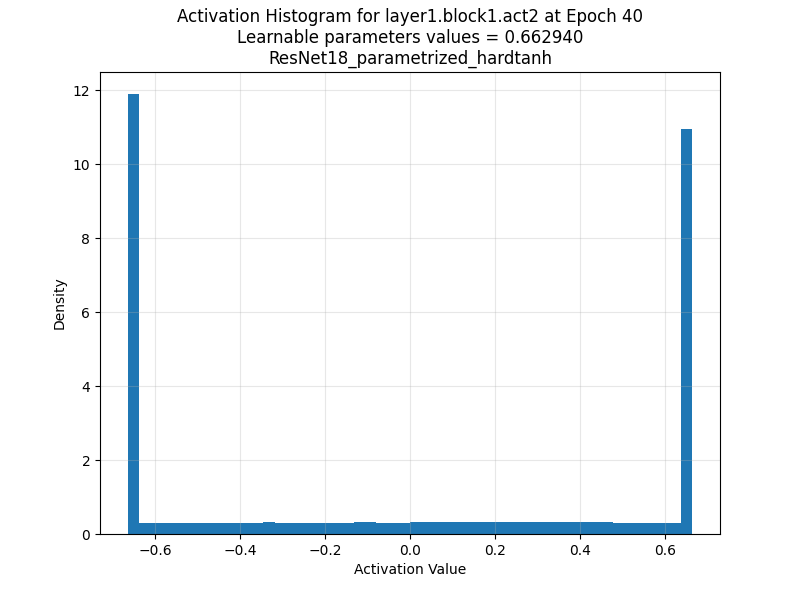 Activation Histogram for layer1.block1.act2 at Epoch 40
Learnable parameters values = 0.662940
ResNet18_parametrized_hardtanh
12
10
8
6
4
2
0
Density
−0.6 −0.4 −0.2 0.0 0.2 0.4 0.6
Activation Value